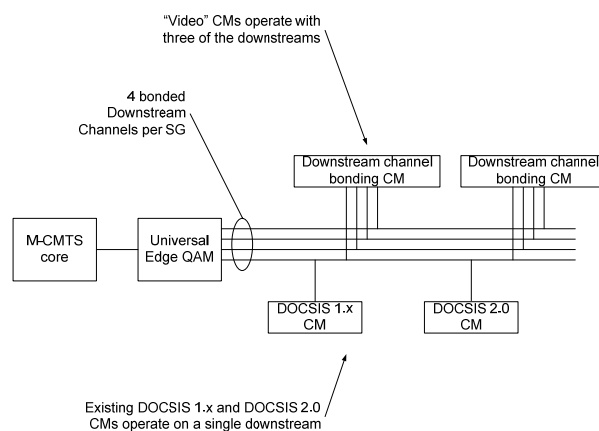 “Video” CMs operate with
three of the downstreams
4 bonded
Downstream
Channels per SG
Downstream channel
bonding CM
Downstream channel
bonding CM
M-CMTS
core
Universal
Edge QAM
DOCSIS 1.x
CM
DOCSIS 2.0
CM
Existing DOCSIS 1.x and DOCSIS 2.0
CMs operate on a single downstream